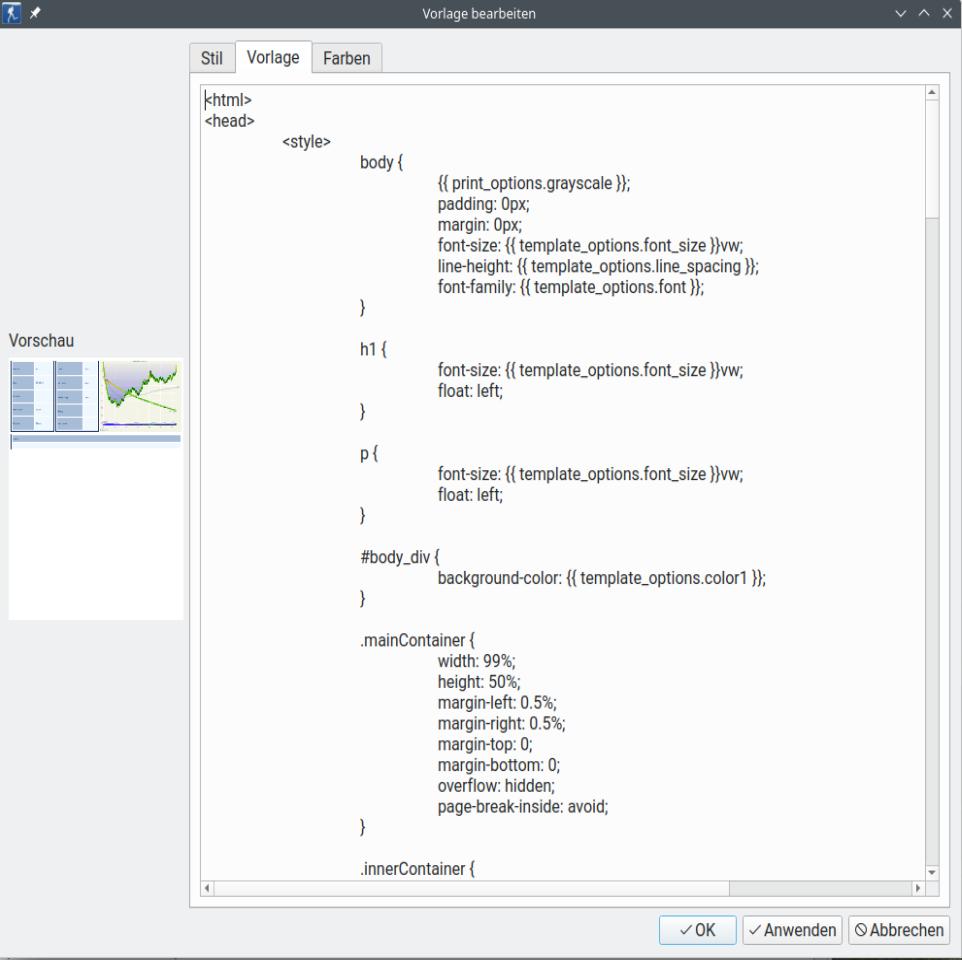 Vorlage bearbeiten
Stil
Vorlage
Farben
<html>
<head>
<style>
body {
{{ print_options.grayscale }};
padding: 0px;
margin: 0px;
font-size: {{ template_options.font_size }}vw;
line-height: {{ template_options.line_spacing }};
font-family: {{ template_options.font }};
}
h1 {
font-size: {{ template_options.font_size }}vw;
float: left;
}
p {
font-size: {{ template_options.font_size }}vw;
float: left;
}
#body_div {
background-color: {{ template_options.color1 }};
}
.mainContainer {
width: 99%;
height: 50%;
margin-left: 0.5%;
margin-right: 0.5%;
margin-top: 0;
margin-bottom: 0;
overflow: hidden;
page-break-inside: avoid;
}
.innerContainer {
Vorschau
OK
Anwenden
Abbrechen